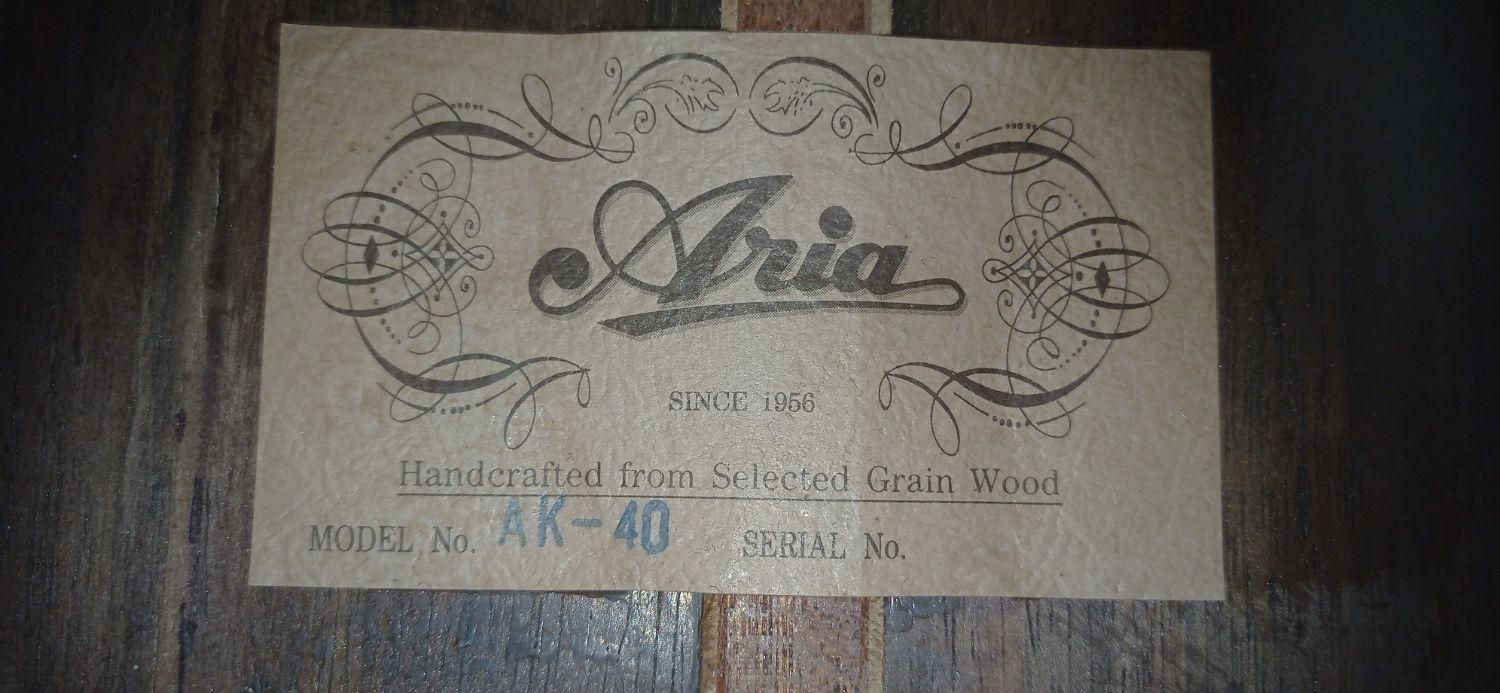 Aria
SINCE 1956
Handcrafted from Selected Grain Wood
MODEL No. AK-40 SERIAL No.